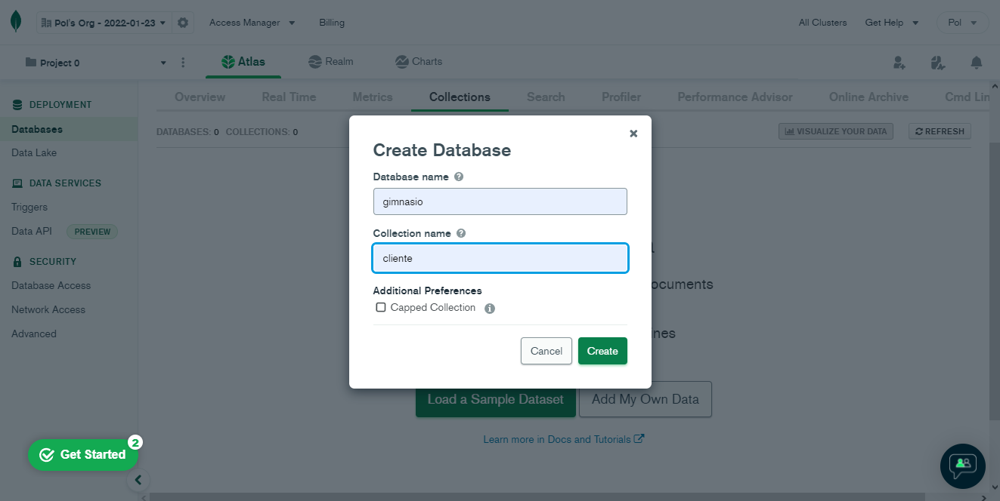 Pol's Org - 2022-01-23
Access Manager
Billing
All Clusters
Get Help
Pol
Project 0
Atlas
Realm
Charts
DEPLOYMENT
Databases
Data Lake
DATA SERVICES
Triggers
Data API PREVIEW
SECURITY
Database Access
Network Access
Advanced
Get Started 2
Overview
Real Time
Metrics
Collections
Search
Profiler
Performance Advisor
Online Archive
Cmd Lin
DATABASES: 0 COLLECTIONS: 0
VISUALIZE YOUR DATA
REFRESH
Create Database
Database name
gimnasio
Collection name
cliente
Additional Preferences
Capped Collection
Cancel
Create
Load a Sample Dataset
Add My Own Data
Learn more in Docs and Tutorials